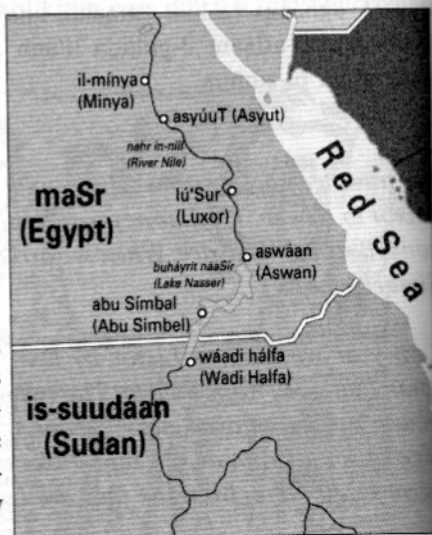 il-mínya
(Minya)
asyúuT (Asyut)
nahr in-niil
(River Nile)
maSr
(Egypt)
lú'Sur
(Luxor)
Red Sea
aswáan
(Aswan)
buháyrit náaSir
(Lake Nasser)
abu Símbal
(Abu Simbel)
wáadi hálfa
(Wadi Halfa)
is-suudáan
(Sudan)